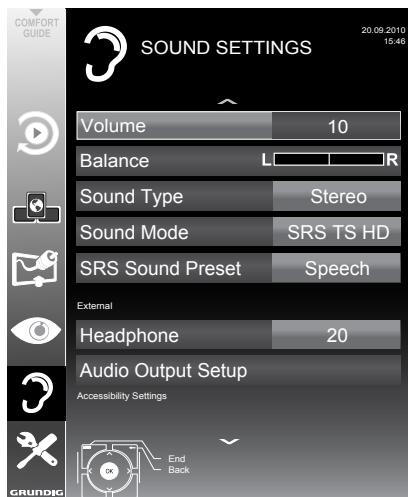 COMFORT
GUIDE
SOUND SETTINGS
20.09.2010
15:46
Volume 10
Balance L R
Sound Type Stereo
Sound Mode SRS TS HD
SRS Sound Preset Speech
External
Headphone 20
Audio Output Setup
Accessibility Settings
End
Back
OK
GRUNDIG